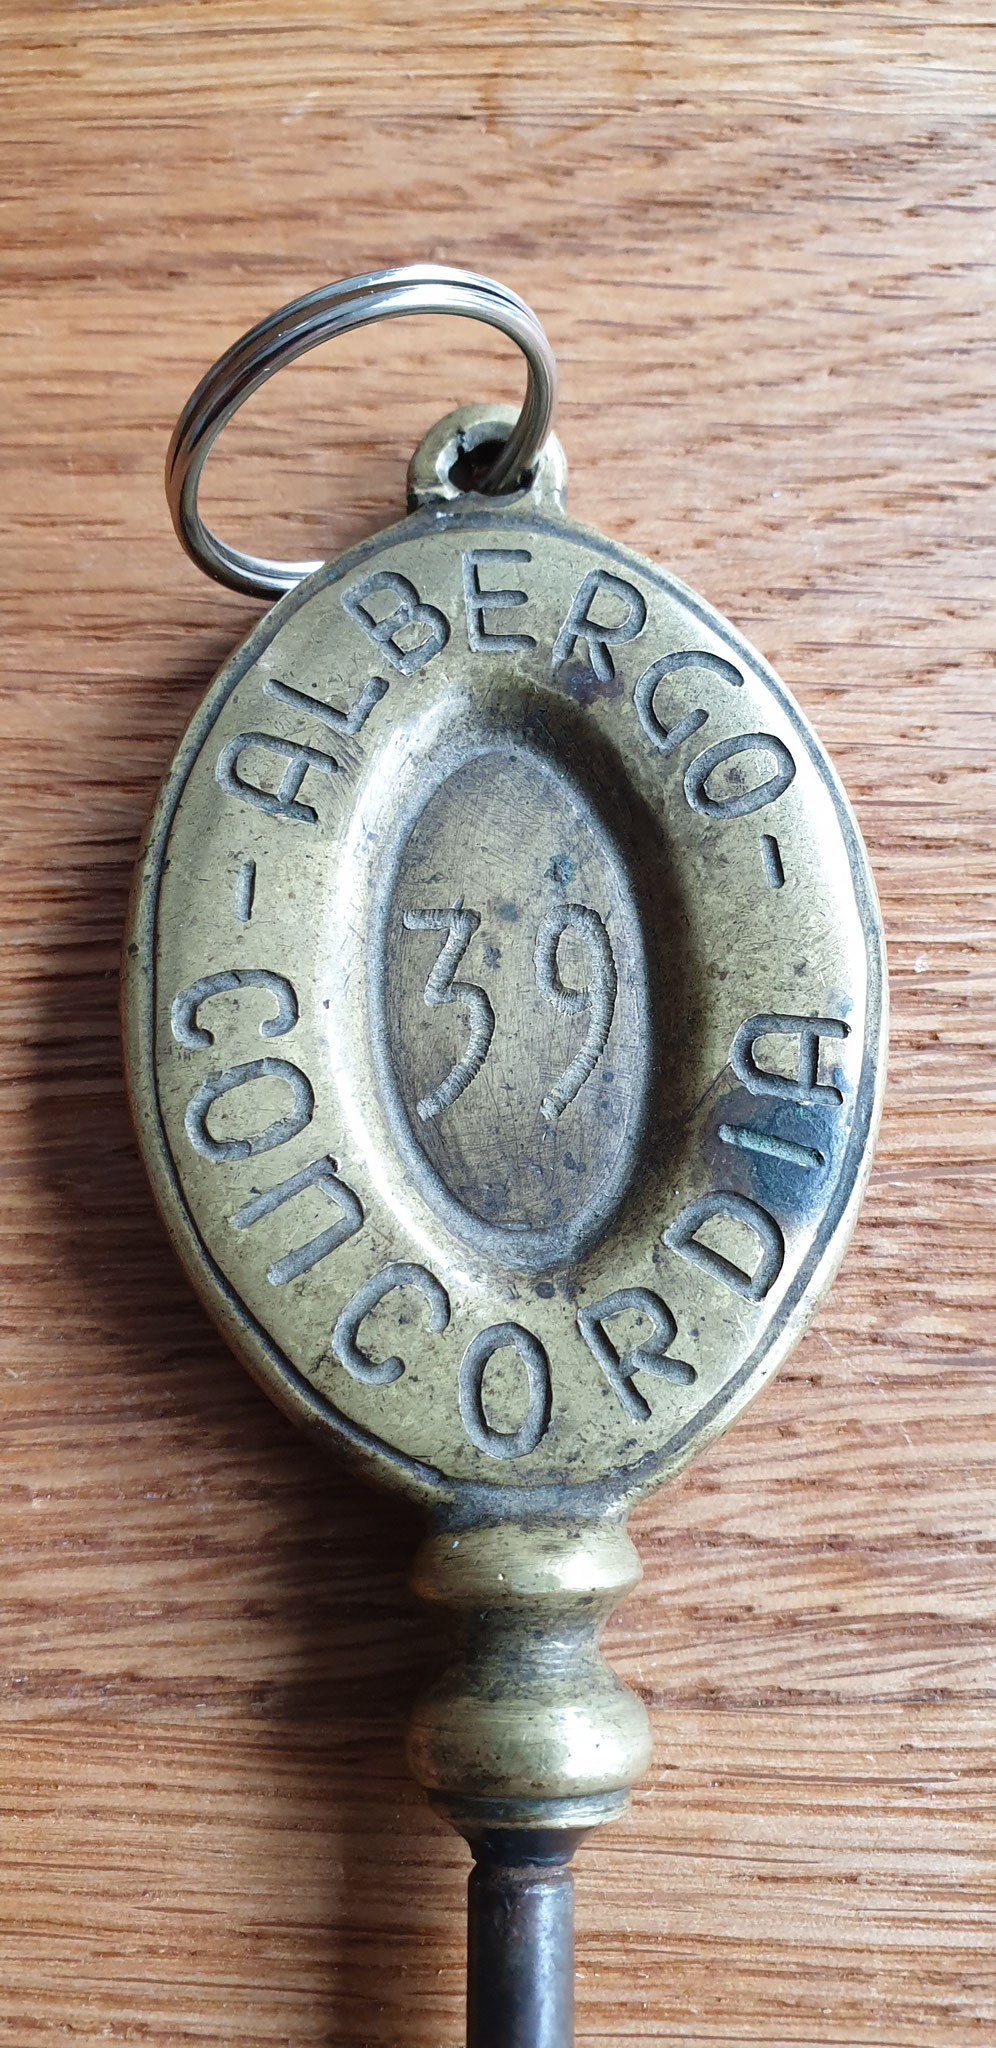 - ALBERGO -
39
CONCORDIA